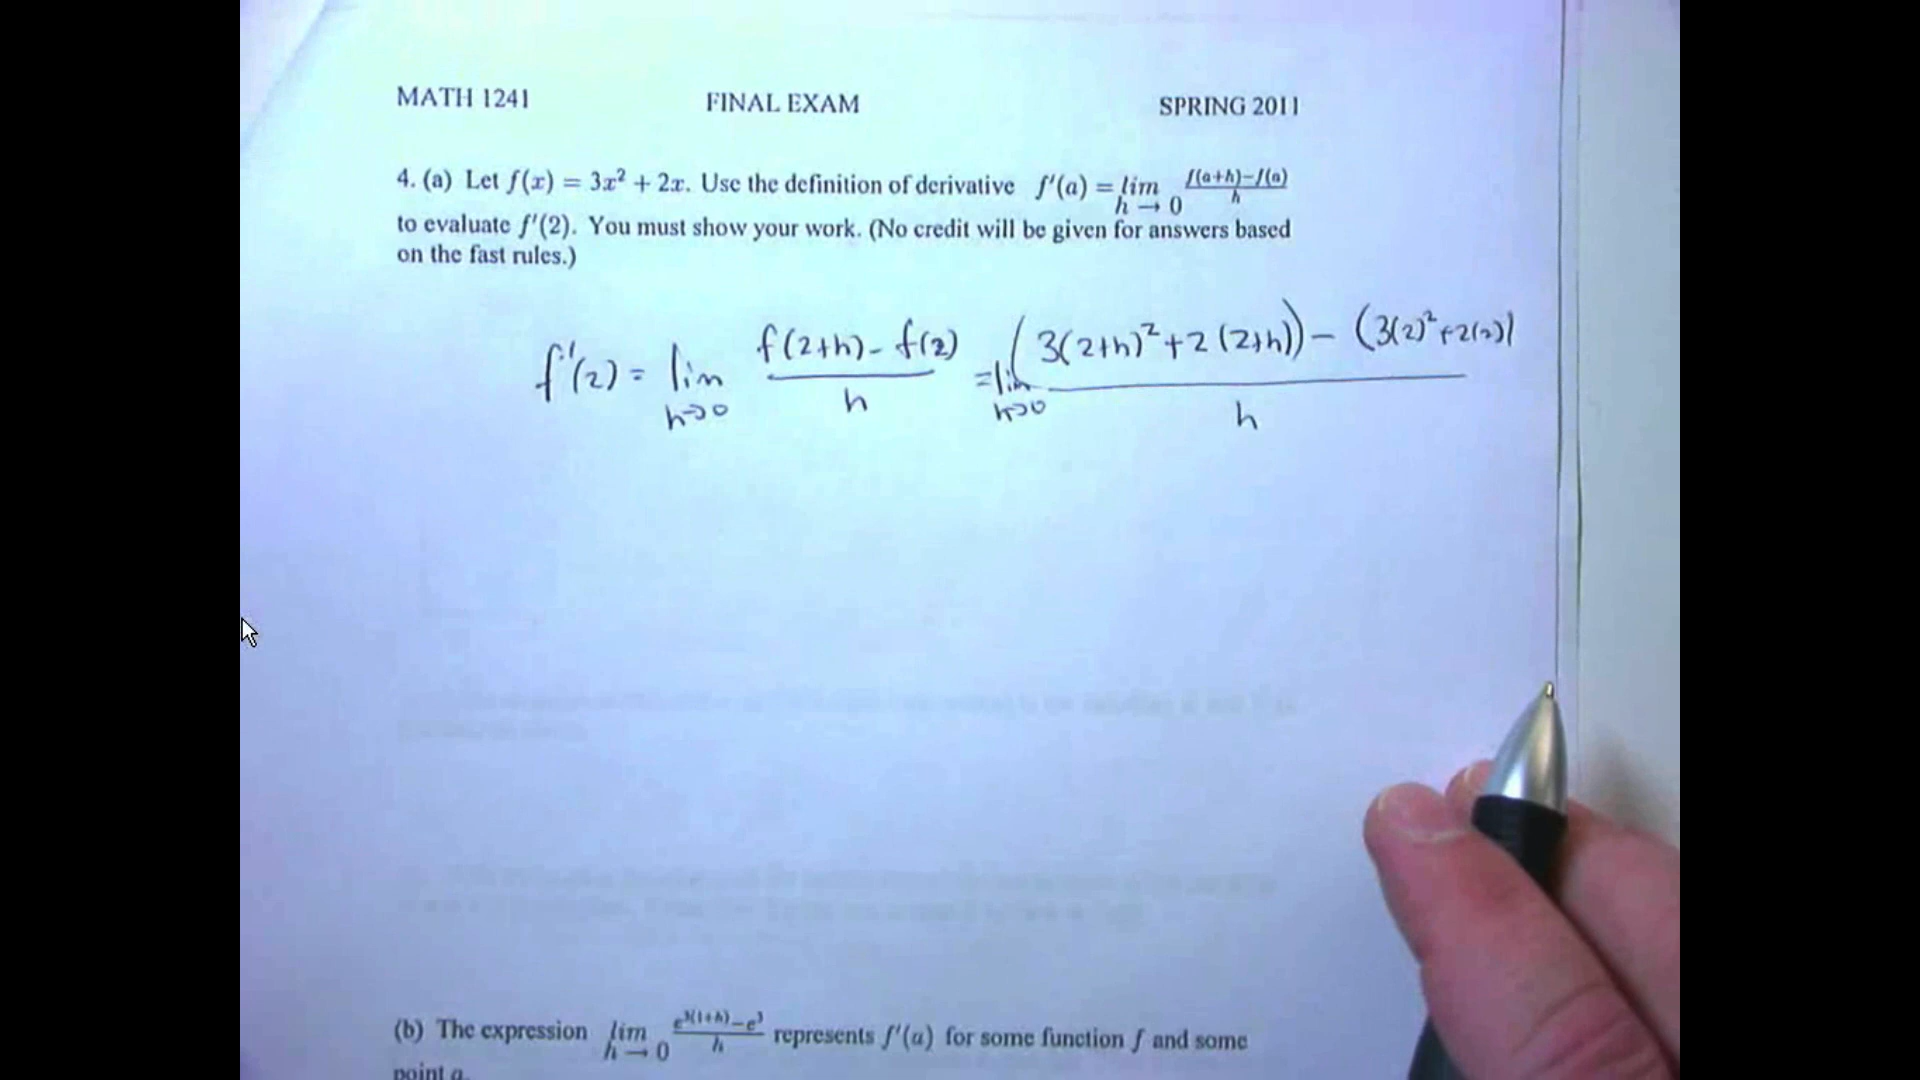 MATH 1241 FINAL EXAM SPRING 2011
4. (a) Let f(x) = 3x² + 2x. Use the definition of derivative f'(a) = lim h → 0 f(a+h)−f(a) / h
to evaluate f'(2). You must show your work. (No credit will be given for answers based
on the fast rules.)
f'(2) = lim h→0 f(2+h) - f(2) / h = lim h→0 (3(2+h)² + 2(2+h)) - (3(2)² + 2(2)) / h
(b) The expression lim h → 0 e³⁽¹⁺ʰ⁾−e³ / h represents f'(a) for some function f and some
point a.